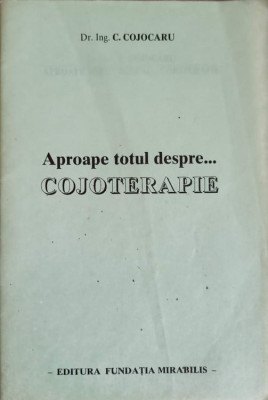 Dr. Ing. C. COJOCARU
Aproape totul despre...
COJOTERAPIE
- EDITURA FUNDAȚIA MIRABILIS -